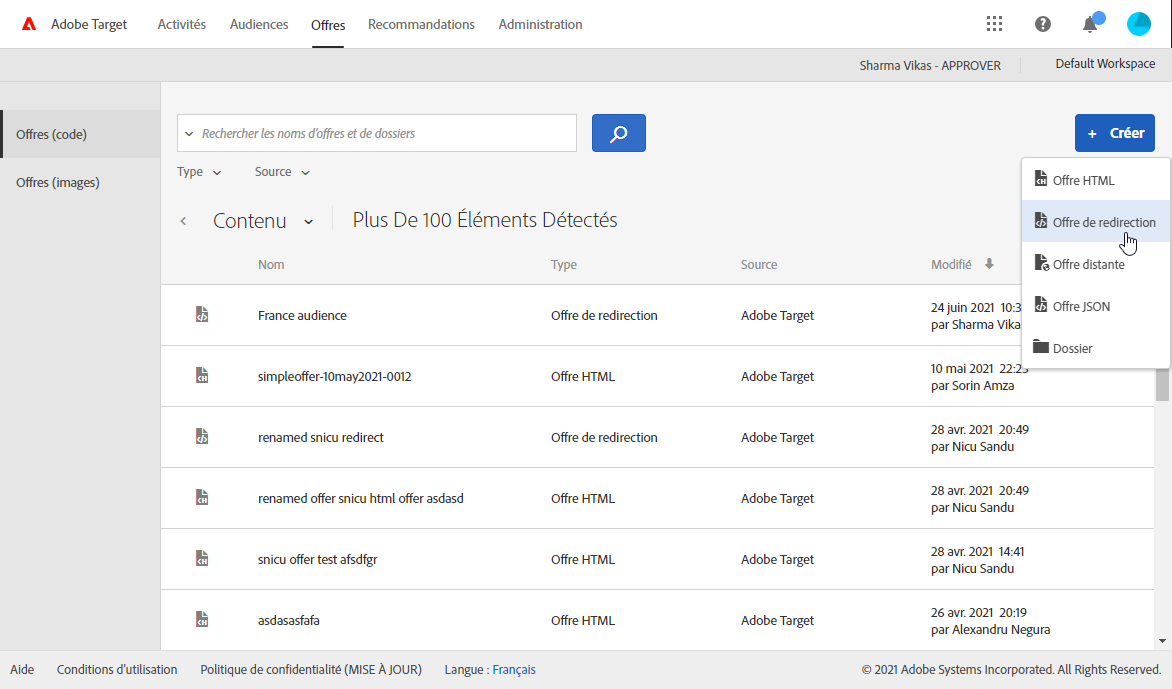 Adobe Target Activités Audiences Offres Recommandations Administration
Sharma Vikas - APPROVER Default Workspace
Offres (code)
Offres (images)
Rechercher les noms d'offres et de dossiers
+ Créer
Type Source
Offre HTML
Offre de redirection
Offre distante
Offre JSON
Dossier
Contenu Plus De 100 Éléments Détectés
Nom Type Source Modifié
France audience Offre de redirection Adobe Target 24 juin 2021 10:3
par Sharma Vika
simpleoffer-10may2021-0012 Offre HTML Adobe Target 10 mai 2021 22:23
par Sorin Amza
renamed snicu redirect Offre de redirection Adobe Target 28 avr. 2021 20:49
par Nicu Sandu
renamed offer snicu html offer asdasd Offre HTML Adobe Target 28 avr. 2021 20:49
par Nicu Sandu
snicu offer test afsdfgr Offre HTML Adobe Target 28 avr. 2021 14:41
par Nicu Sandu
asdasasfafa Offre HTML Adobe Target 26 avr. 2021 20:19
par Alexandru Negura
Aide Conditions d'utilisation Politique de confidentialité (MISE À JOUR) Langue : Français © 2021 Adobe Systems Incorporated. All Rights Reserved.